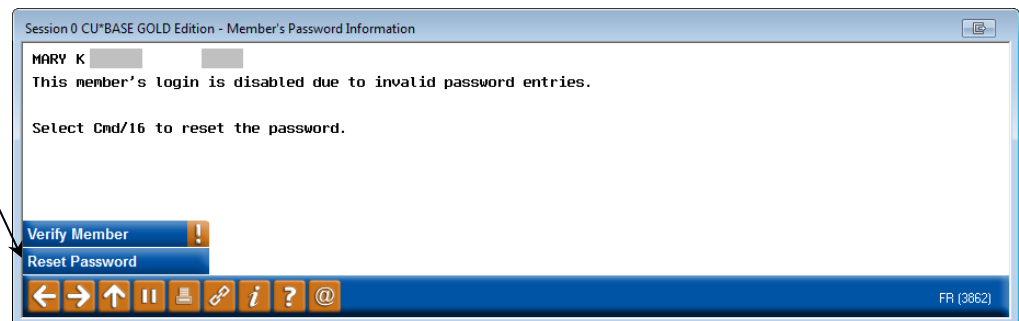 Session 0 CU*BASE GOLD Edition - Member's Password Information
MARY K
This member's login is disabled due to invalid password entries.
Select Cmd/16 to reset the password.
Verify Member !
Reset Password
i ? @
FR (3862)